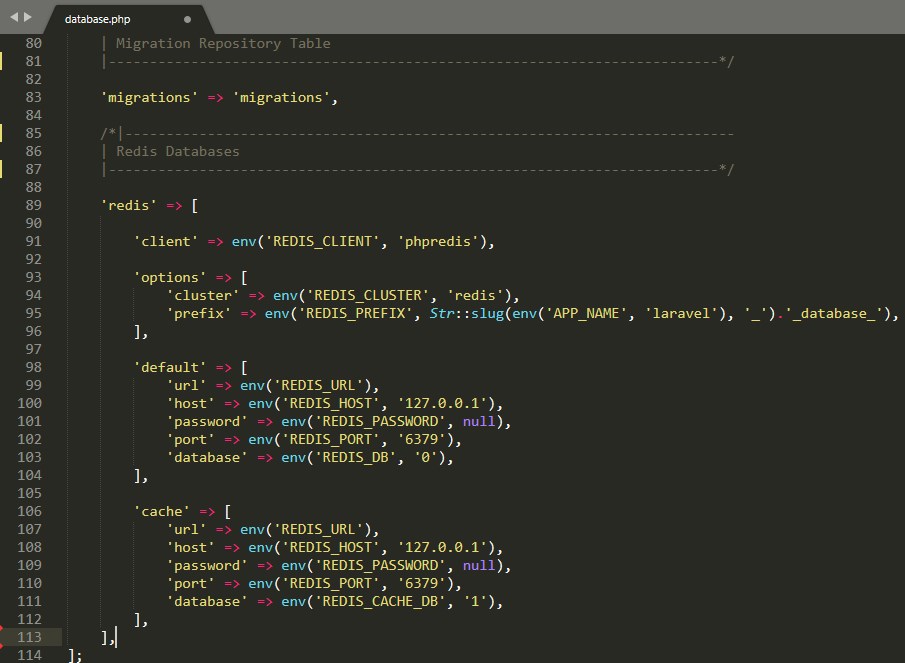 database.php
80 | Migration Repository Table
81 |--------------------------------------------------------------------------*/
82
83 'migrations' => 'migrations',
84
85 /*|--------------------------------------------------------------------------
86 | Redis Databases
87 |--------------------------------------------------------------------------*/
88
89 'redis' => [
90
91 'client' => env('REDIS_CLIENT', 'phpredis'),
92
93 'options' => [
94 'cluster' => env('REDIS_CLUSTER', 'redis'),
95 'prefix' => env('REDIS_PREFIX', Str::slug(env('APP_NAME', 'laravel'), '_').'_database_'),
96 ],
97
98 'default' => [
99 'url' => env('REDIS_URL'),
100 'host' => env('REDIS_HOST', '127.0.0.1'),
101 'password' => env('REDIS_PASSWORD', null),
102 'port' => env('REDIS_PORT', '6379'),
103 'database' => env('REDIS_DB', '0'),
104 ],
105
106 'cache' => [
107 'url' => env('REDIS_URL'),
108 'host' => env('REDIS_HOST', '127.0.0.1'),
109 'password' => env('REDIS_PASSWORD', null),
110 'port' => env('REDIS_PORT', '6379'),
111 'database' => env('REDIS_CACHE_DB', '1'),
112 ],
113 ],
114 ];